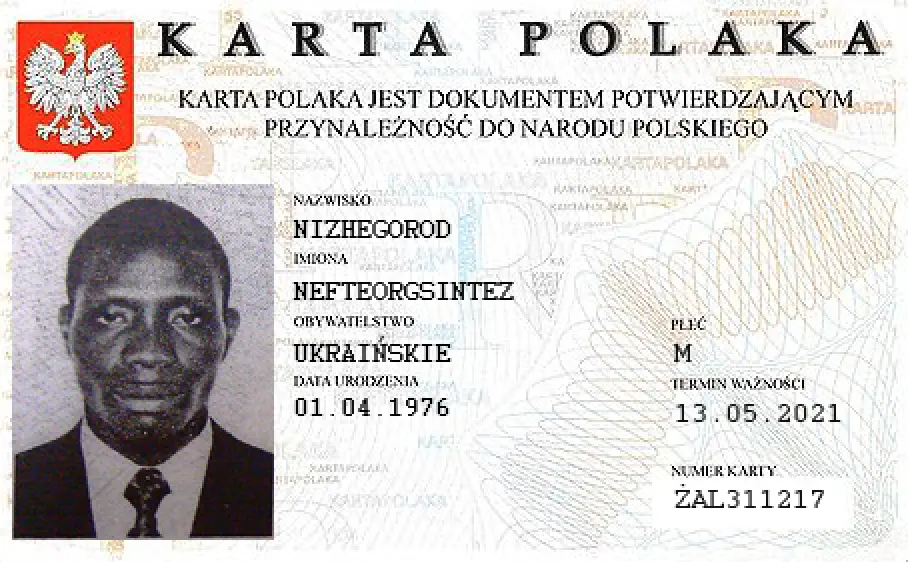 KARTA POLAKA
KARTA POLAKA JEST DOKUMENTEM POTWIERDZAJĄCYM
PRZYNALEŻNOŚĆ DO NARODU POLSKIEGO
NAZWISKO
NIZHEGOROD
IMIONA
NEFTEORGSINTEZ
OBYWATELSTWO
UKRAIŃSKIE
DATA URODZENIA
01.04.1976
PŁEĆ
M
TERMIN WAŻNOŚCI
13.05.2021
NUMER KARTY
ŻAL311217